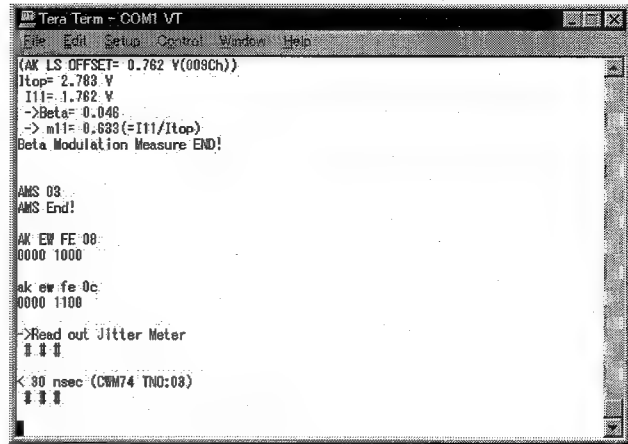 Tera Term - COM1 VT
File Edit Setup Control Window Help
(AK LS OFFSET= 0.762 V(009Ch))
Itop= 2.783 V
I11= 1.762 V
->Beta= 0.046
-> m11= 0.633(=I11/Itop)
Beta Modulation Measure END!
AMS 03
AMS End!
AK EW FE 08
0000 1000
ak ew fe 0c
0000 1100
->Read out Jitter Meter
⇩ ⇩ ⇩
< 30 nsec (CWM74 TNO:03)
⇩ ⇩ ⇩